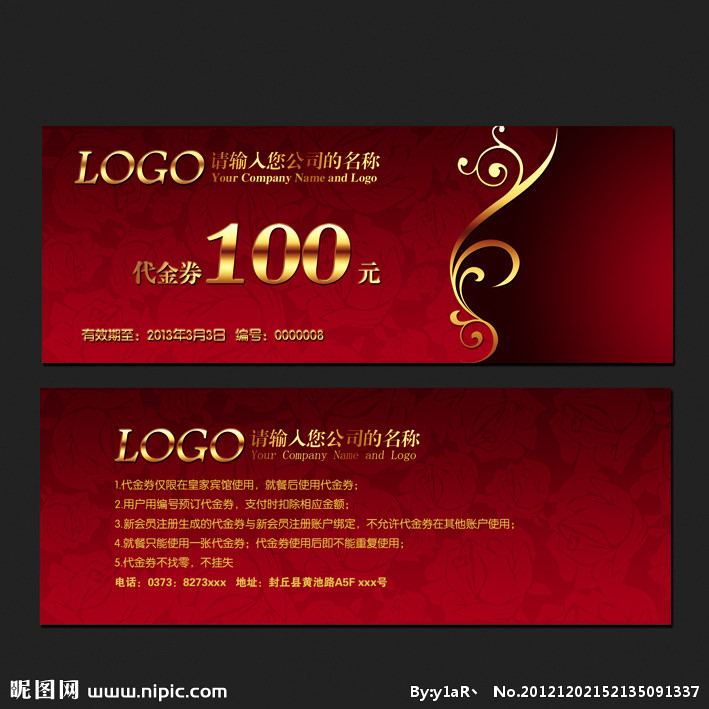 LOGO 请输入您公司的名称
Your Company Name and Logo
代金券100元
有效期至：2013年3月3日 编号：0000008
LOGO 请输入您公司的名称
Your Company Name and Logo
1.代金券仅限在皇家宾馆使用，就餐后使用代金券；
2.用户用编号预订代金券，支付时扣除相应金额；
3.新会员注册生成的代金券与新会员注册账户绑定，不允许代金券在其他账户使用；
4.就餐只能使用一张代金券；代金券使用后即不能重复使用；
5.代金券不找零，不挂失
电话：0373：8273xxx 地址：封丘县黄池路A5F xxx号
昵图网 www.nipic.com
By:y1aR、 No.20121202152135091337